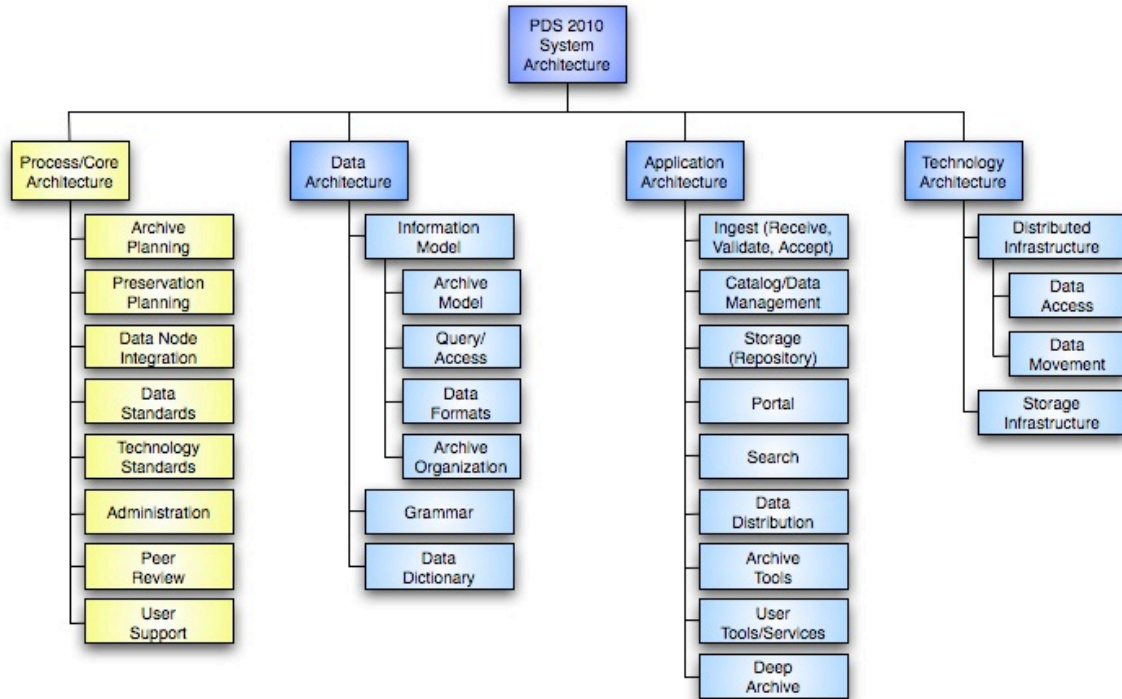 PDS 2010
System
Architecture
Process/Core
Architecture
Archive
Planning
Preservation
Planning
Data Node
Integration
Data
Standards
Technology
Standards
Administration
Peer
Review
User
Support
Data
Architecture
Information
Model
Archive
Model
Query/
Access
Data
Formats
Archive
Organization
Grammar
Data
Dictionary
Application
Architecture
Ingest (Receive,
Validate, Accept)
Catalog/Data
Management
Storage
(Repository)
Portal
Search
Data
Distribution
Archive
Tools
User
Tools/Services
Deep
Archive
Technology
Architecture
Distributed
Infrastructure
Data
Access
Data
Movement
Storage
Infrastructure